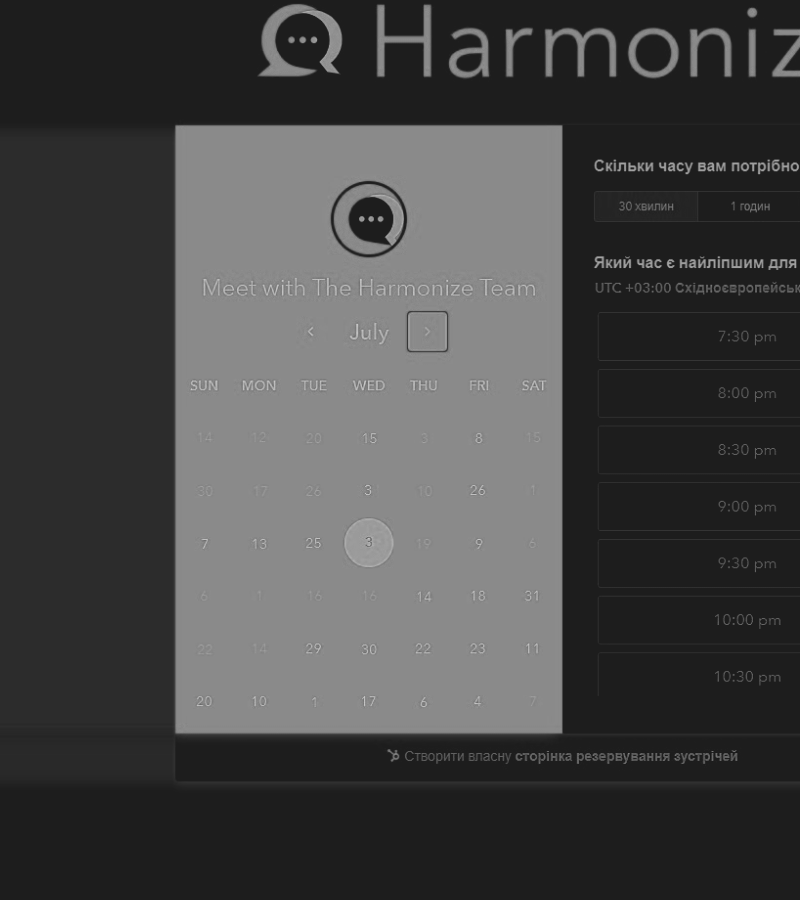 Harmoniz
Meet with The Harmonize Team
‹ July ›
SUN MON TUE WED THU FRI SAT
14 12 20 15 3 8 15
30 17 26 3 10 26 1
7 13 25 3 19 9 6
6 1 16 16 14 18 31
22 14 29 30 22 23 11
20 10 1 17 6 4 7
Скільки часу вам потрібно
30 хвилин 1 годин
Який час є найліпшим для
UTC +03:00 Східноєвропейськ
7:30 pm
8:00 pm
8:30 pm
9:00 pm
9:30 pm
10:00 pm
10:30 pm
Створити власну сторінка резервування зустрічей